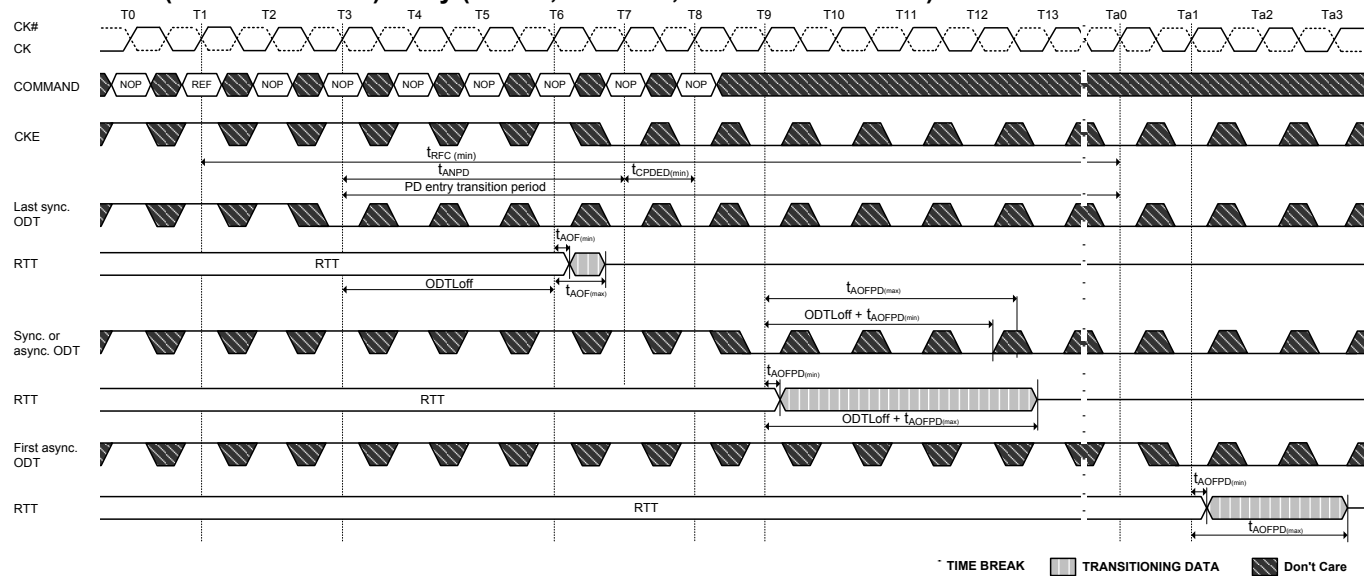 T0 T1 T2 T3 T4 T5 T6 T7 T8 T9 T10 T11 T12 T13 Ta0 Ta1 Ta2 Ta3
CK#
CK
COMMAND NOP REF NOP NOP NOP NOP NOP NOP NOP
CKE
tRFC (min)
tANPD tCPDED(min)
PD entry transition period
Last sync.
ODT
tAOF(min)
RTT RTT
ODTLoff tAOF(max)
tAOFPD(max)
ODTLoff + tAOFPD(min)
Sync. or
async. ODT
tAOFPD(min)
RTT RTT
ODTLoff + tAOFPD(max)
First async.
ODT
tAOFPD(min)
RTT RTT
tAOFPD(max)
TIME BREAK TRANSITIONING DATA Don't Care